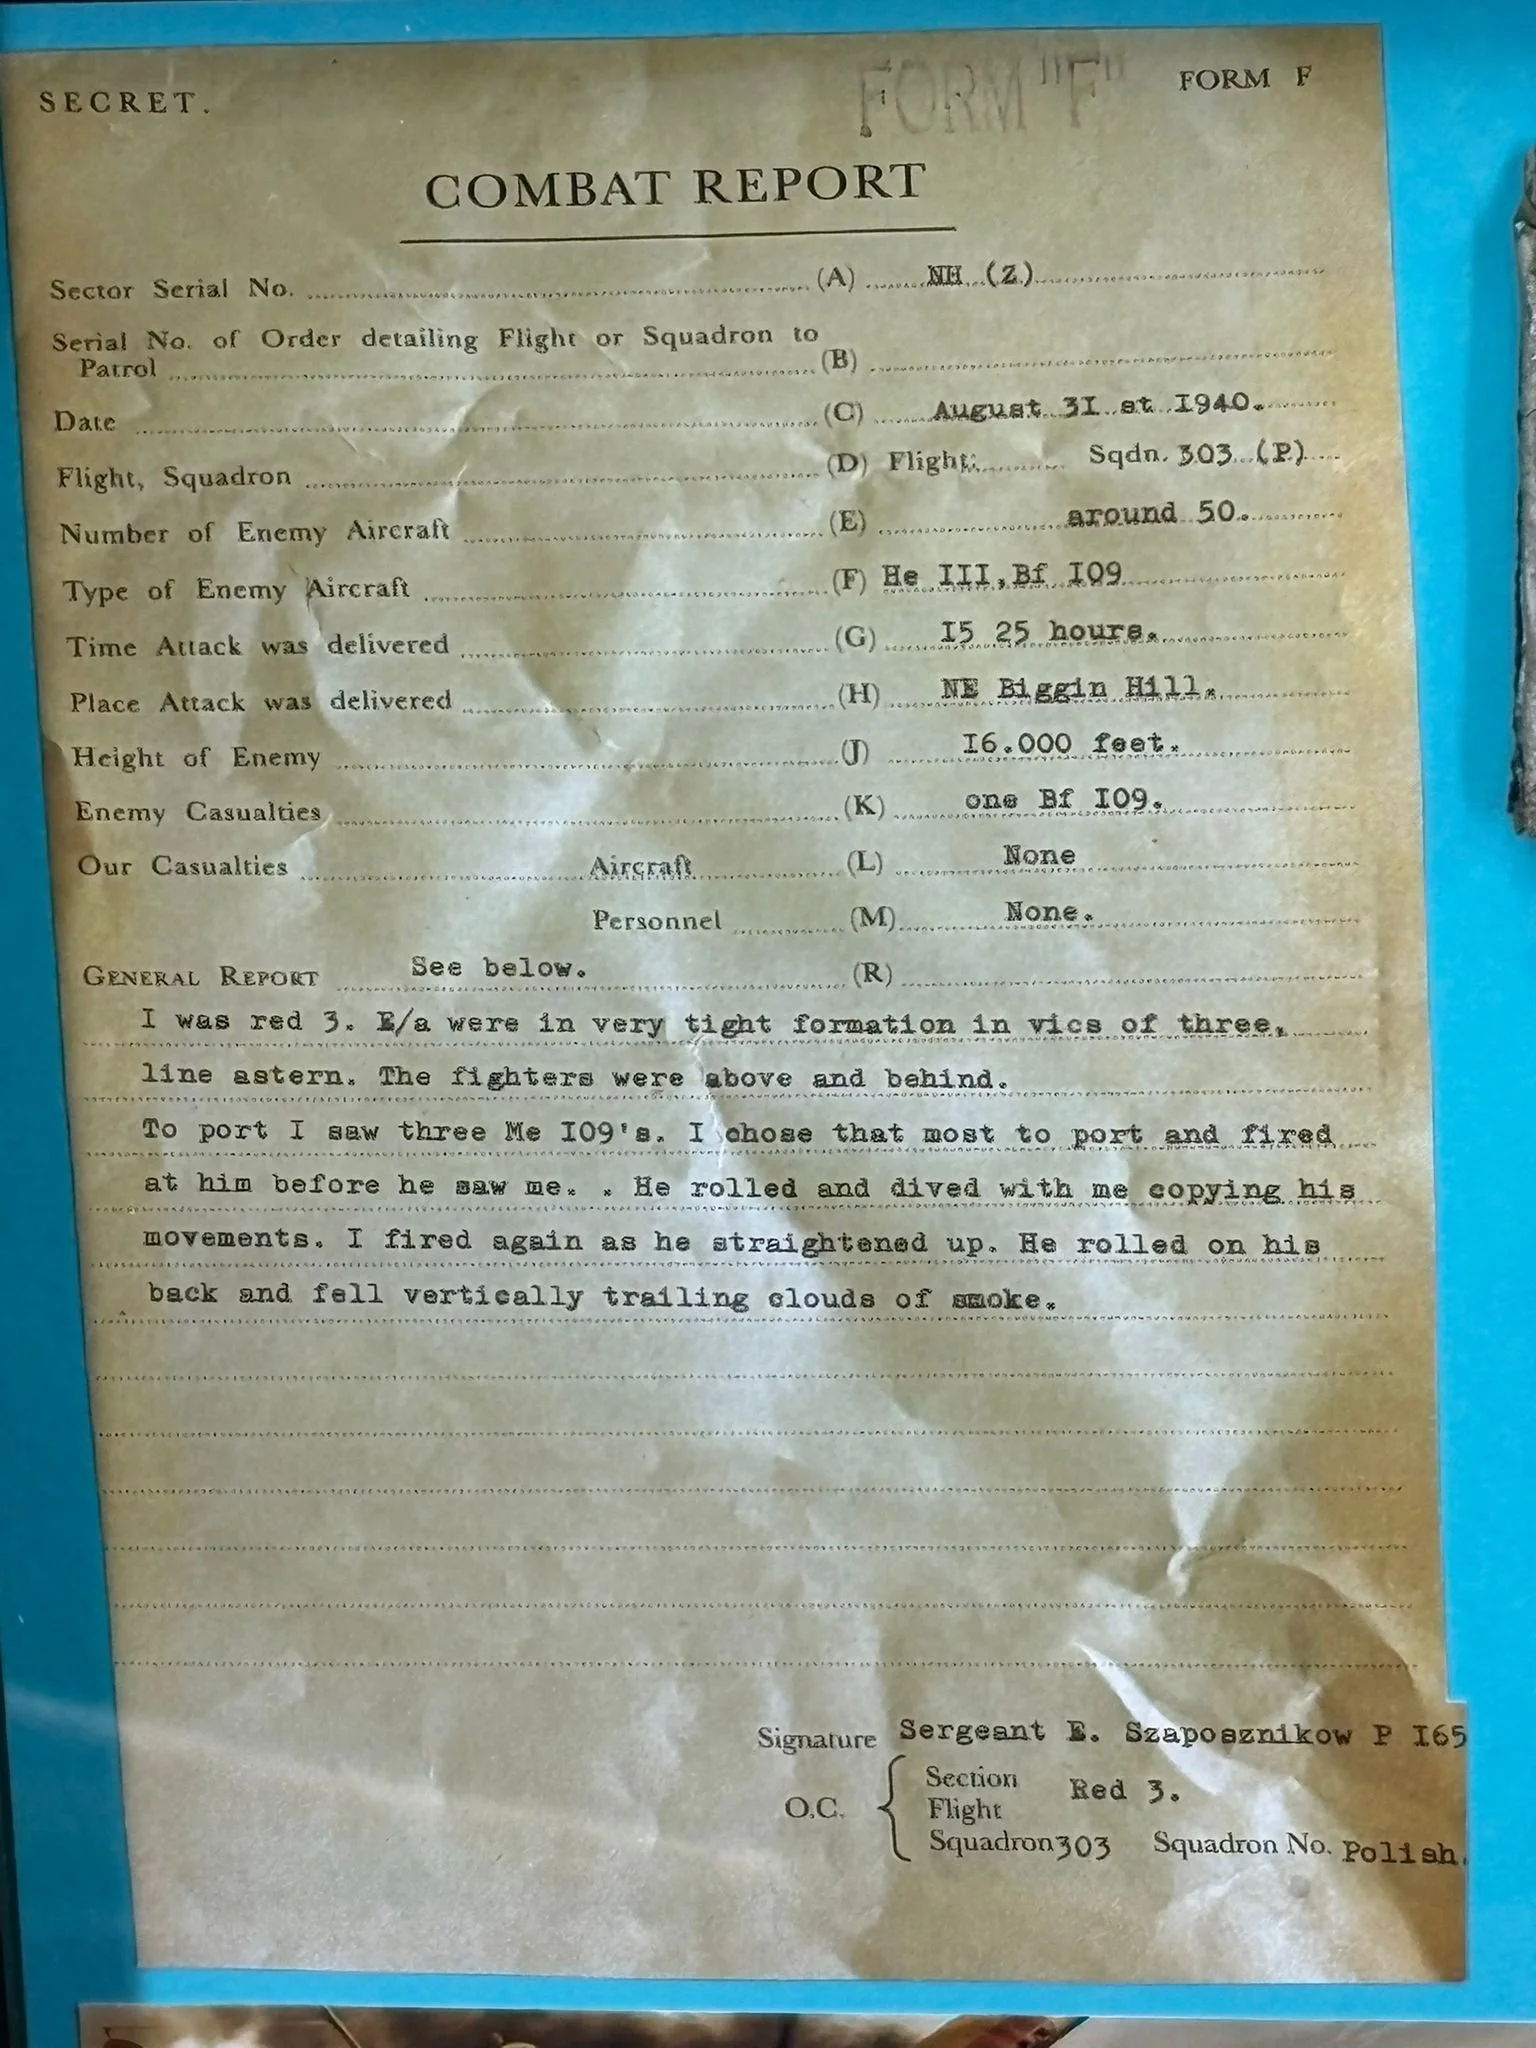 SECRET.
FORM "F"
FORM F
COMBAT REPORT
Sector Serial No. (A) NH (Z)
Serial No. of Order detailing Flight or Squadron to
Patrol (B)
Date (C) August 3I st I940.
Flight, Squadron (D) Flight: Sqdn. 303 (P)
Number of Enemy Aircraft (E) around 50.
Type of Enemy Aircraft (F) He III,Bf I09
Time Attack was delivered (G) I5 25 hours.
Place Attack was delivered (H) NE Biggin Hill.
Height of Enemy (J) I6.000 feet.
Enemy Casualties (K) one Bf I09.
Our Casualties Aircraft (L) None
Personnel (M) None.
GENERAL REPORT See below. (R)
I was red 3. E/a were in very tight formation in vics of three,
line astern. The fighters were above and behind.
To port I saw three Me I09's. I chose that most to port and fired
at him before he saw me. . He rolled and dived with me copying his
movements. I fired again as he straightened up. He rolled on his
back and fell vertically trailing clouds of smoke.
Signature Sergeant E. Szaposznikow P I65
Section Red 3.
O.C. Flight
Squadron 303 Squadron No. Polish.